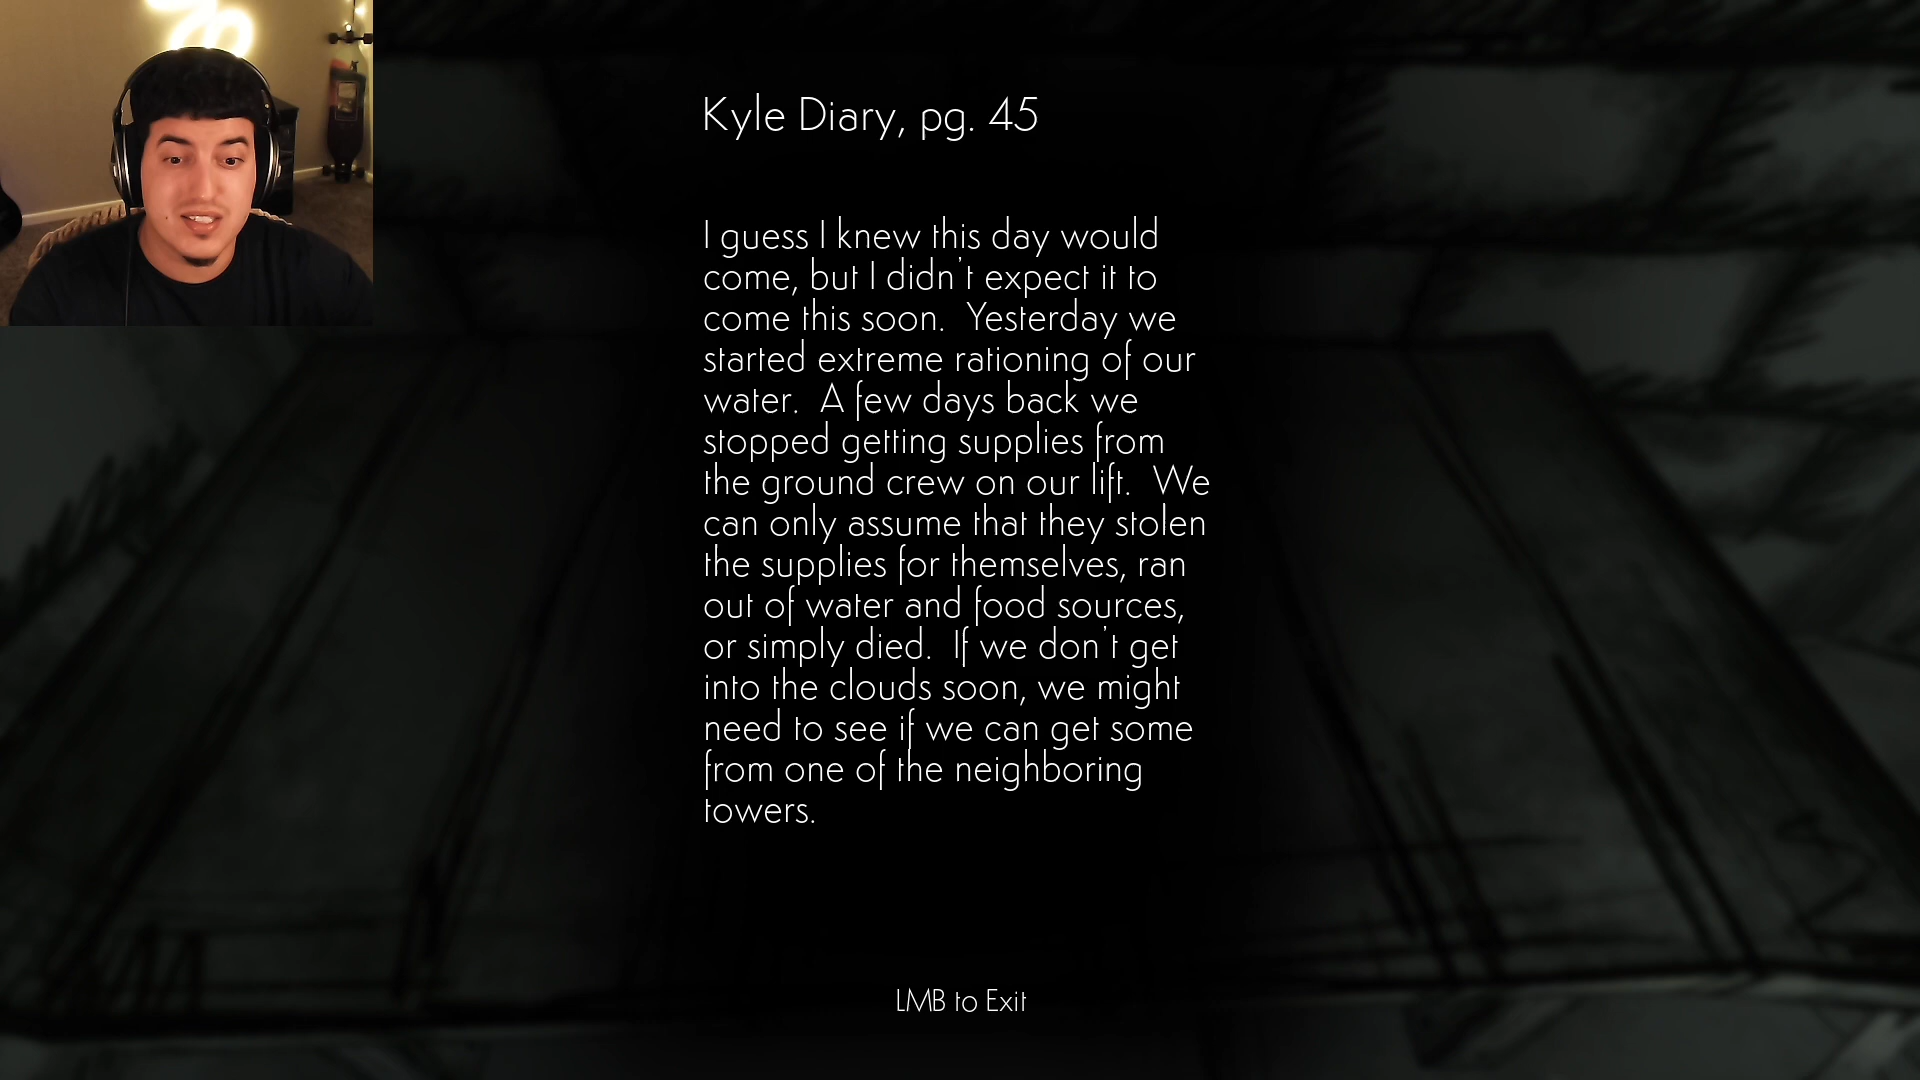 Kyle Diary, pg. 45
I guess I knew this day would
come, but I didn't expect it to
come this soon.  Yesterday we
started extreme rationing of our
water.  A few days back we
stopped getting supplies from
the ground crew on our lift.  We
can only assume that they stolen
the supplies for themselves, ran
out of water and food sources,
or simply died.  If we don't get
into the clouds soon, we might
need to see if we can get some
from one of the neighboring
towers.
LMB to Exit